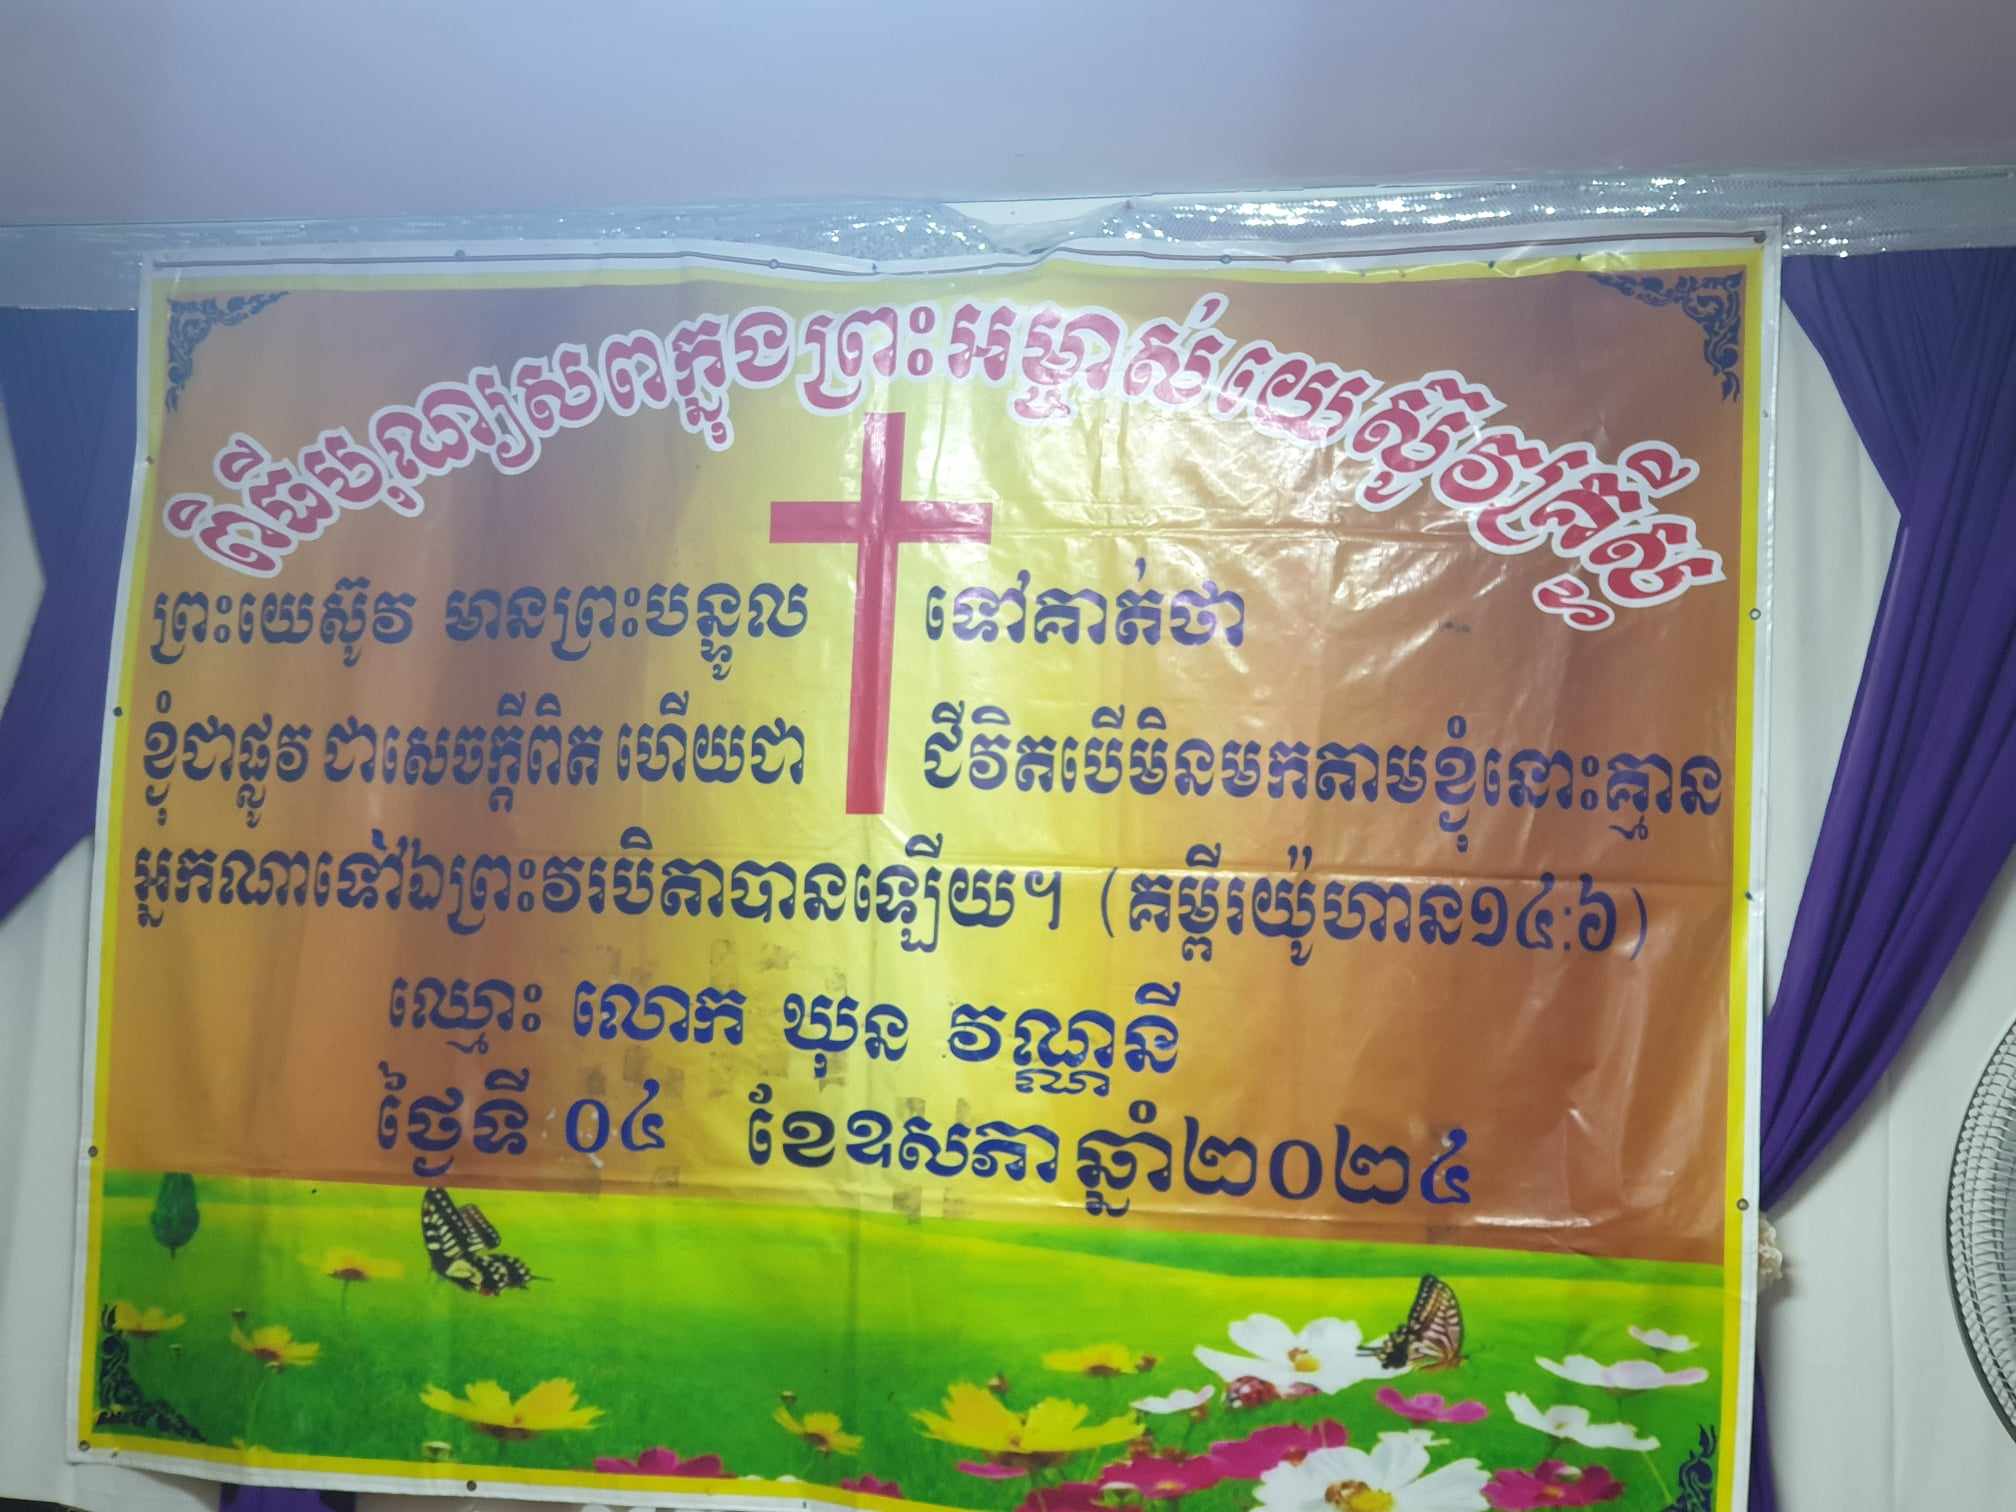 ពិធីបុណ្យសពក្នុងព្រះអម្ចាស់យេស៊ូវគ្រីស្ទ
ព្រះយេស៊ូវ មានព្រះបន្ទូល ទៅគាត់ថា
ខ្ញុំជាផ្លូវ ជាសេចក្តីពិត ហើយជា ជីវិតបើមិនមកតាមខ្ញុំនោះគ្មាន
អ្នកណាទៅឯព្រះវរបិតាបានឡើយ។ (គម្ពីរយ៉ូហាន១៤:៦)
ឈ្មោះ លោក ឃុន វណ្ណនី
ថ្ងៃទី ០៤ ខែឧសភា ឆ្នាំ២០២៤